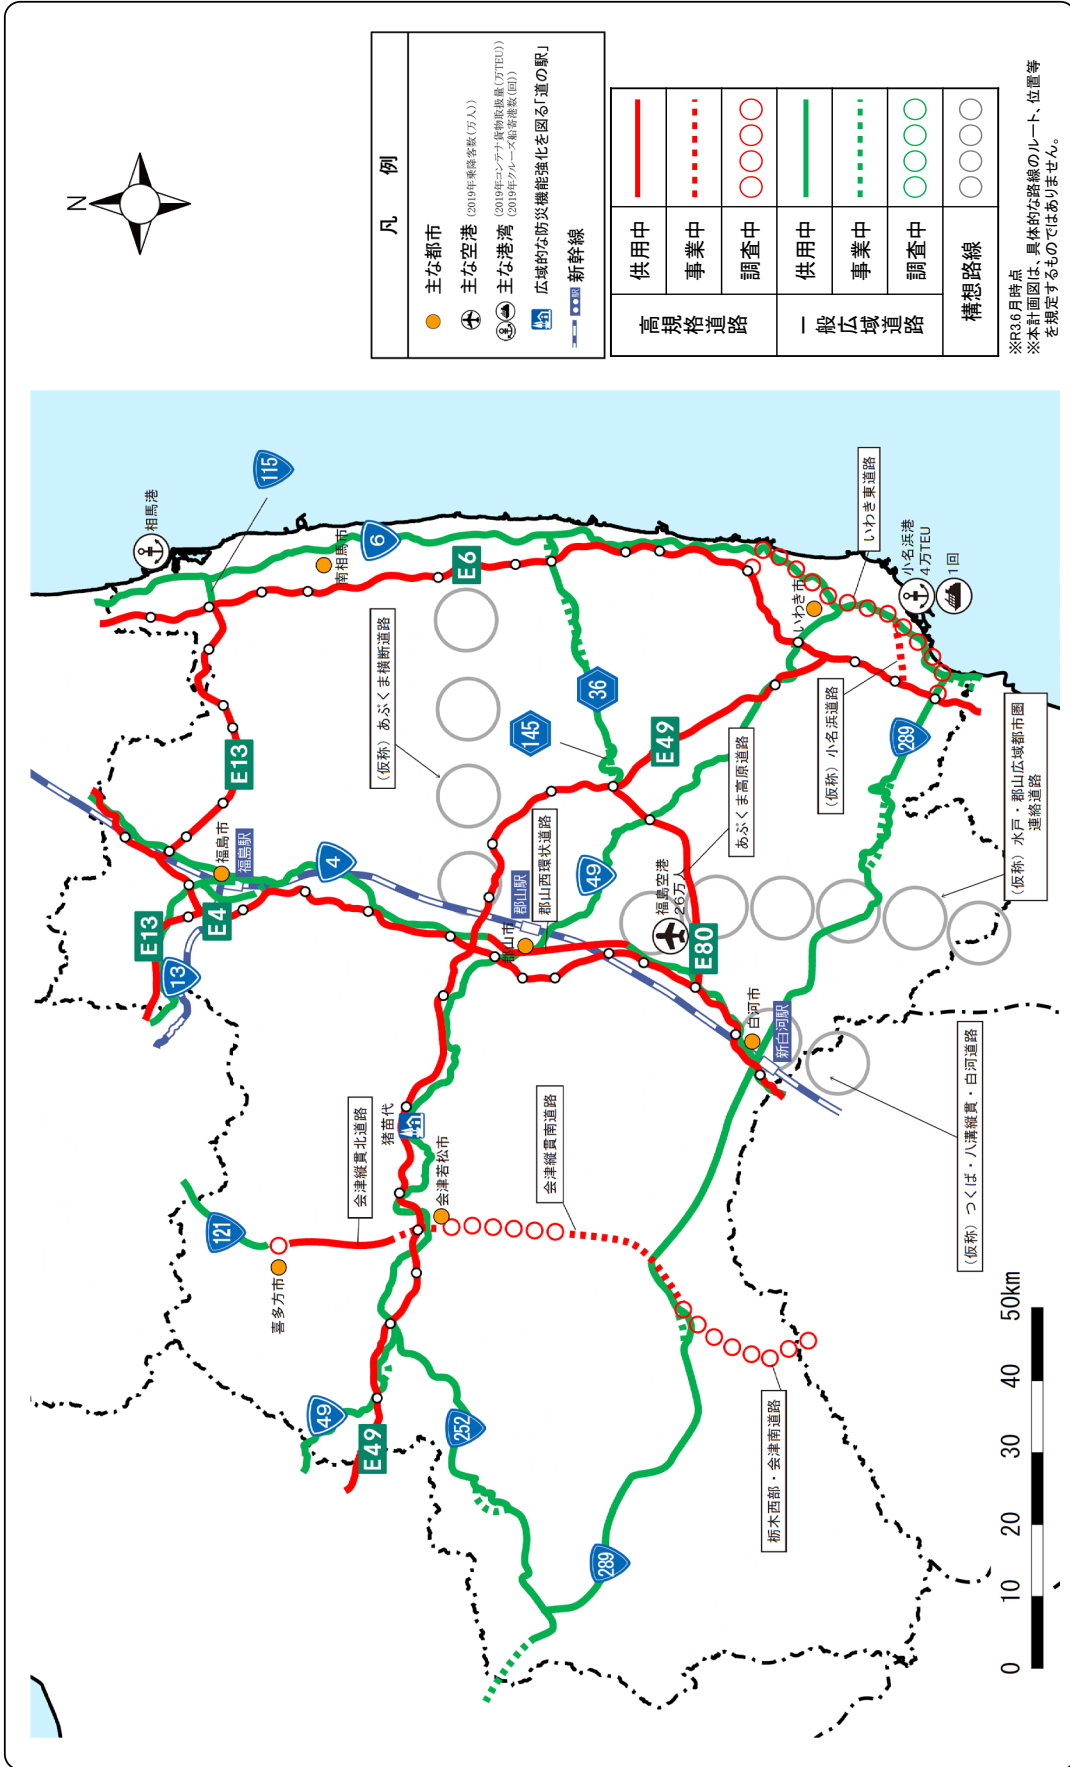 N
凡　例
主な都市
主な空港 (2019年乗降客数(万人))
主な港湾 (2019年コンテナ貨物取扱量(万TEU))
(2019年クルーズ船寄港数(回))
広域的な防災機能強化を図る「道の駅」
駅 新幹線
高規格道路
供用中
事業中
調査中
一般広域道路
供用中
事業中
調査中
構想路線
※R3.6月時点
※本計画図は、具体的な路線のルート、位置等
を規定するものではありません。
相馬港
115
南相馬市
6
E6
(仮称) あぶくま横断道路
E13
福島市
福島駅
4
E4
E13
13
36
145
E49
あぶくま高原道路
49
郡山駅
郡山市
郡山西環状道路
福島空港
26万人
E80
白河市
新白河駅
いわき市
いわき東道路
小名浜港
4万TEU
1回
(仮称) 小名浜道路
289
(仮称) 水戸・郡山広域都市圏
連絡道路
(仮称) つくば・八溝縦貫・白河道路
121
喜多方市
会津縦貫北道路
猪苗代
会津若松市
会津縦貫南道路
49
E49
252
289
栃木西部・会津南道路
0
10
20
30
40
50km